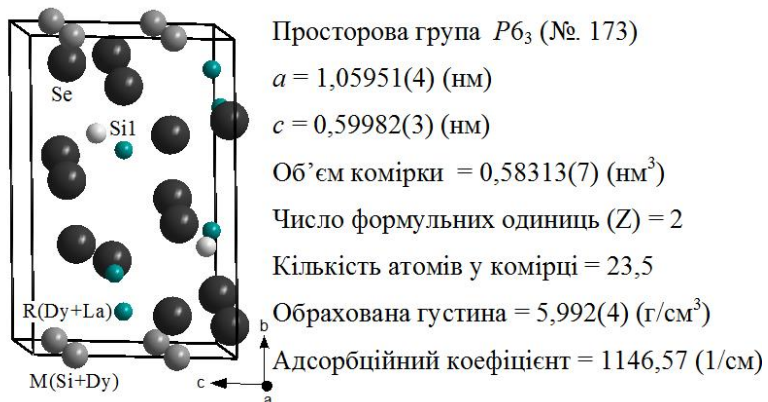 Просторова група P6₃ (№. 173)
a = 1,05951(4) (нм)
c = 0,59982(3) (нм)
Об’єм комірки = 0,58313(7) (нм³)
Число формульних одиниць (Z) = 2
Кількість атомів у комірці = 23,5
Обрахована густина = 5,992(4) (г/см³)
Адсорбційний коефіцієнт = 1146,57 (1/см)
Se
Si1
R(Dy+La)
M(Si+Dy)
b
c
a